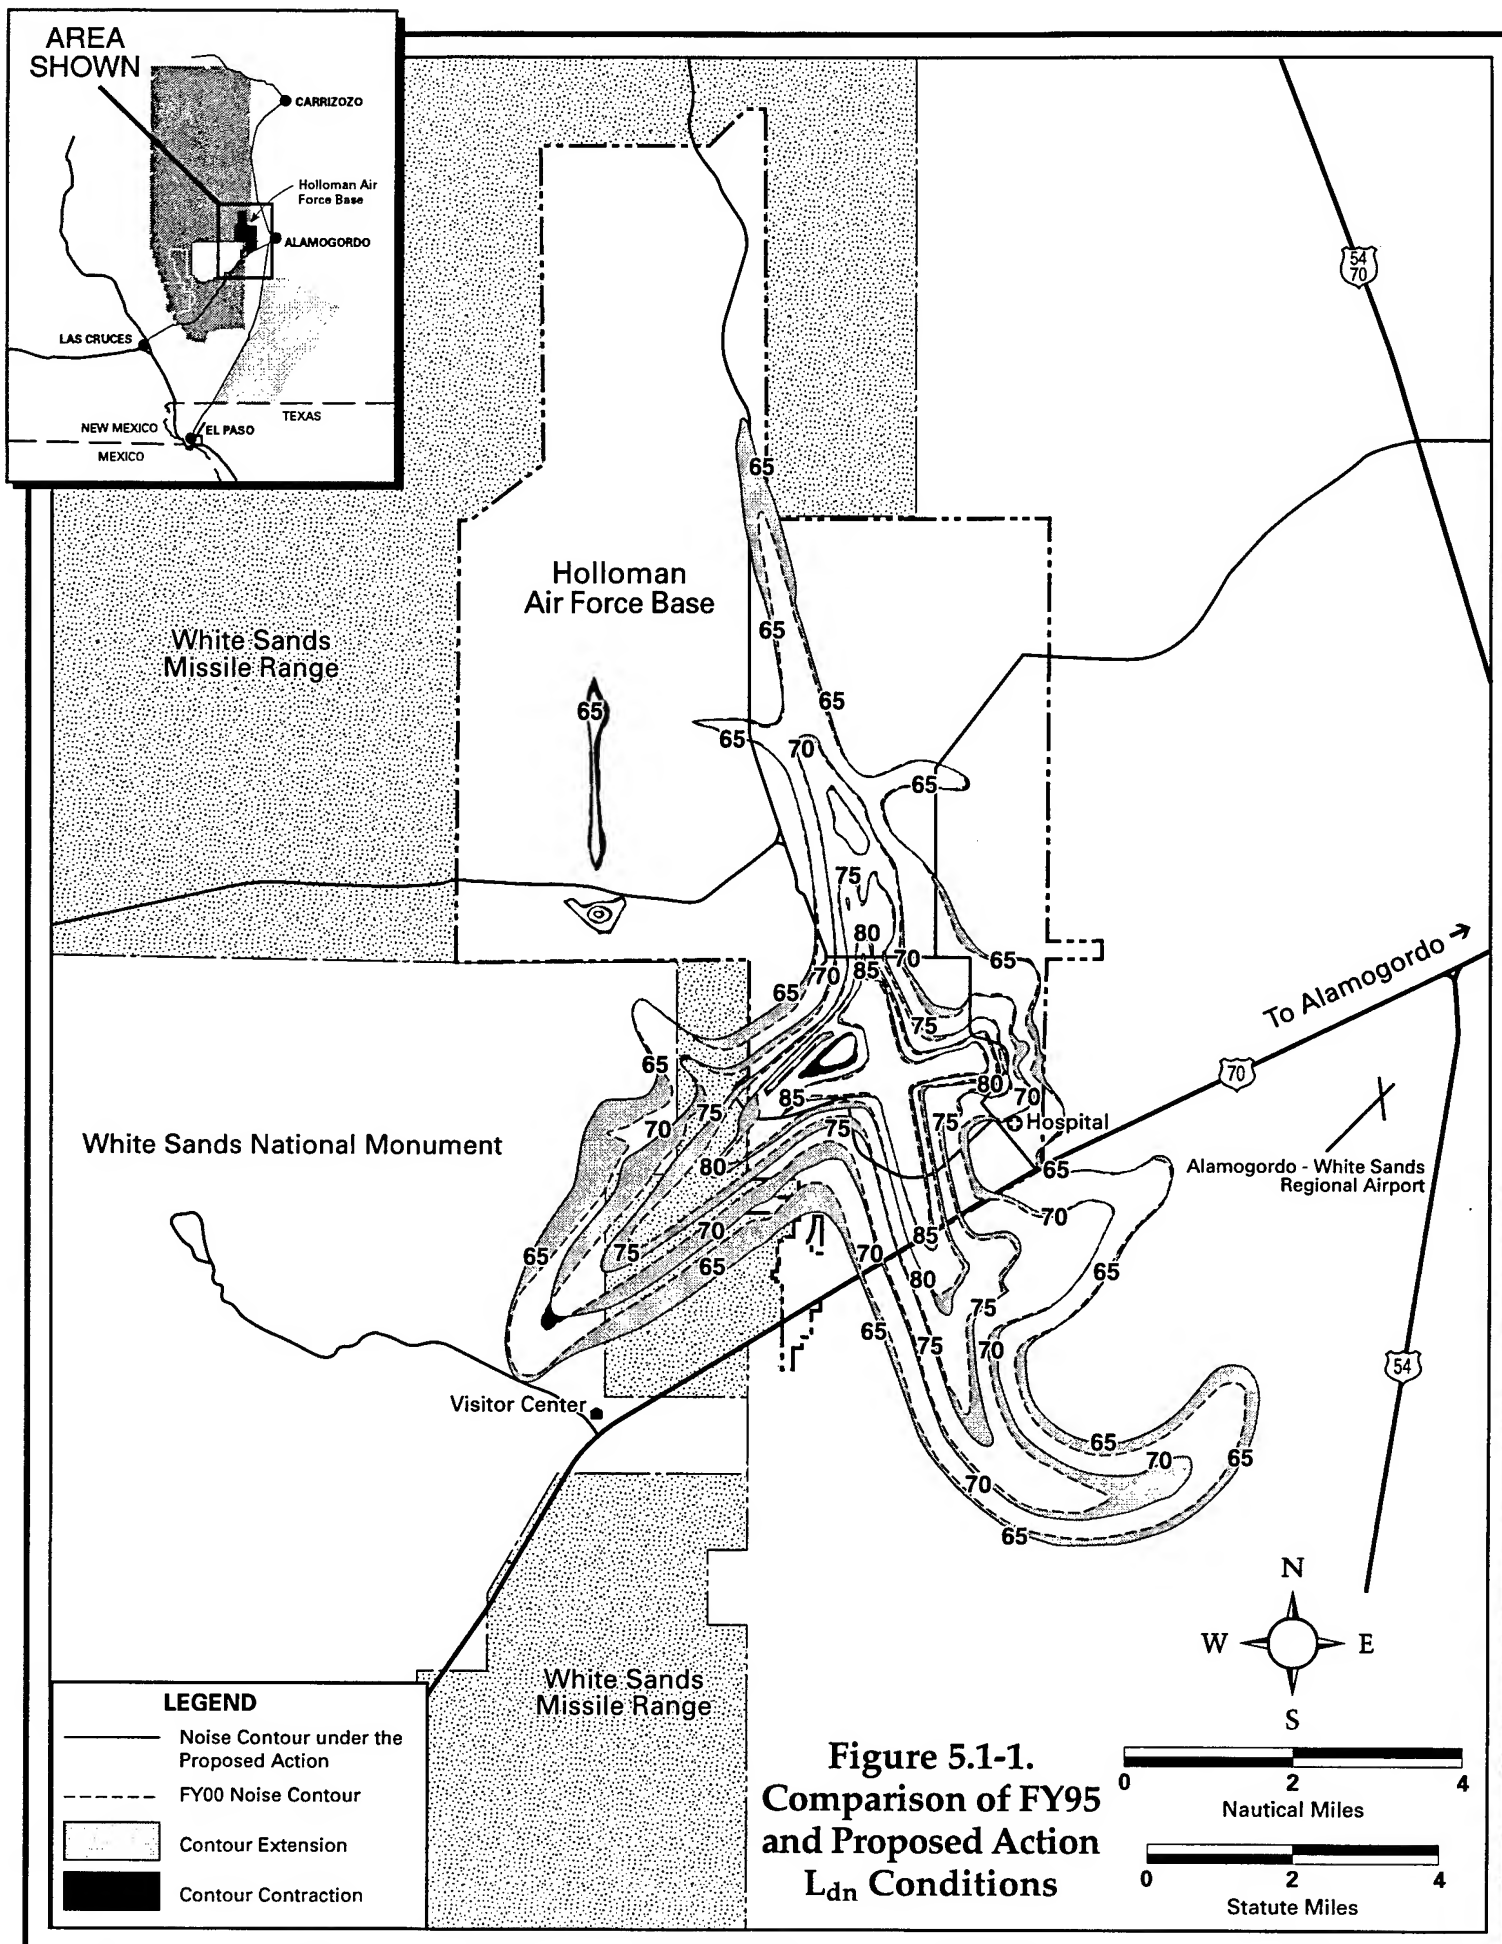 AREA
SHOWN
CARRIZOZO
Holloman Air
Force Base
ALAMOGORDO
LAS CRUCES
TEXAS
NEW MEXICO
EL PASO
MEXICO
54
70
65
Holloman
Air Force Base
65
White Sands
Missile Range
65
65
65
70
65
75
80
70
65
70
85
65
To Alamogordo
75
65
70
80
70
85
75
75
Hospital
70
75
White Sands National Monument
80
65
Alamogordo - White Sands
Regional Airport
70
70
85
75
65
70
65
65
80
75
65
75
70
54
Visitor Center
65
70
65
70
65
N
W
E
S
White Sands
Missile Range
LEGEND
Noise Contour under the
Proposed Action
FY00 Noise Contour
Contour Extension
Contour Contraction
Figure 5.1-1.
Comparison of FY95
and Proposed Action
Ldn Conditions
0 2 4
Nautical Miles
0 2 4
Statute Miles